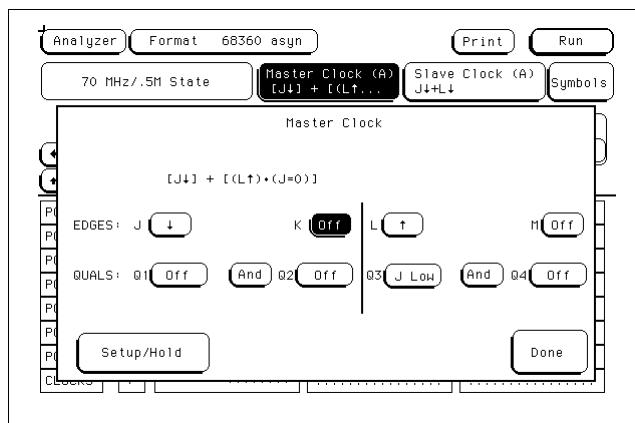 Analyzer Format 68360 asyn Print Run
70 MHz/.5M State Master Clock (A) Slave Clock (A) Symbols
[J↓] + [(L↑... J↓+L↓
Master Clock
[J↓] + [(L↑)•(J=0)]
EDGES: J ↓ K Off L ↑ M Off
QUALS: Q1 Off And Q2 Off Q3 J Low And Q4 Off
Setup/Hold Done